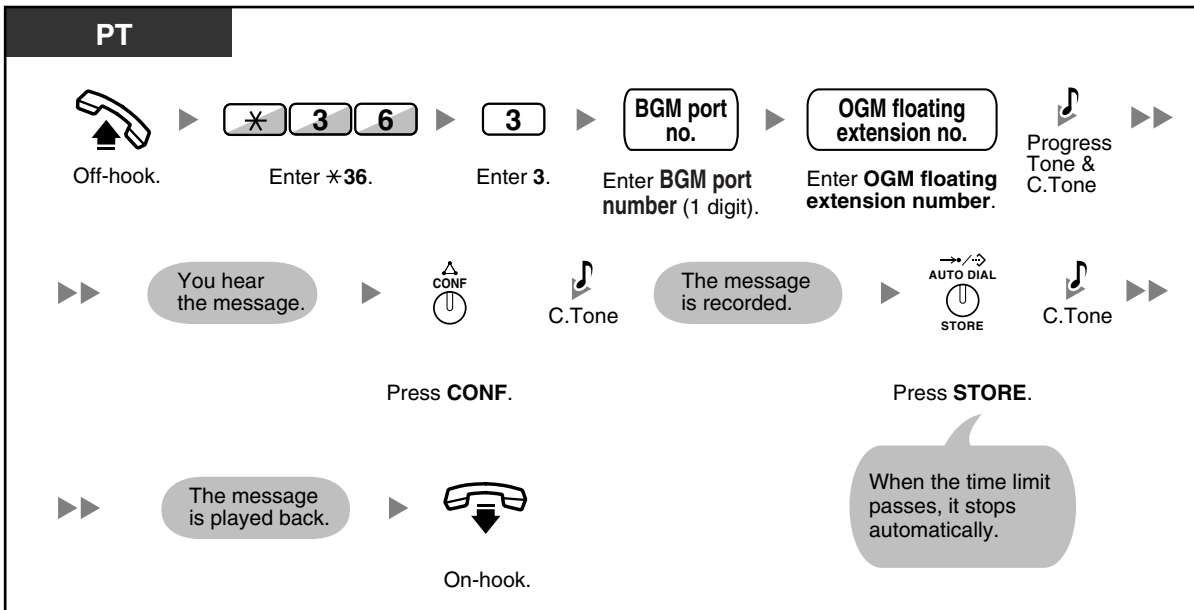 PT
✳ 3 6
3
BGM port
no.
OGM floating
extension no.
Off-hook.
Enter ✳36.
Enter 3.
Enter BGM port
number (1 digit).
Enter OGM floating
extension number.
Progress
Tone &
C.Tone
You hear
the message.
CONF
C.Tone
The message
is recorded.
AUTO DIAL
STORE
C.Tone
Press CONF.
Press STORE.
When the time limit
passes, it stops
automatically.
The message
is played back.
On-hook.